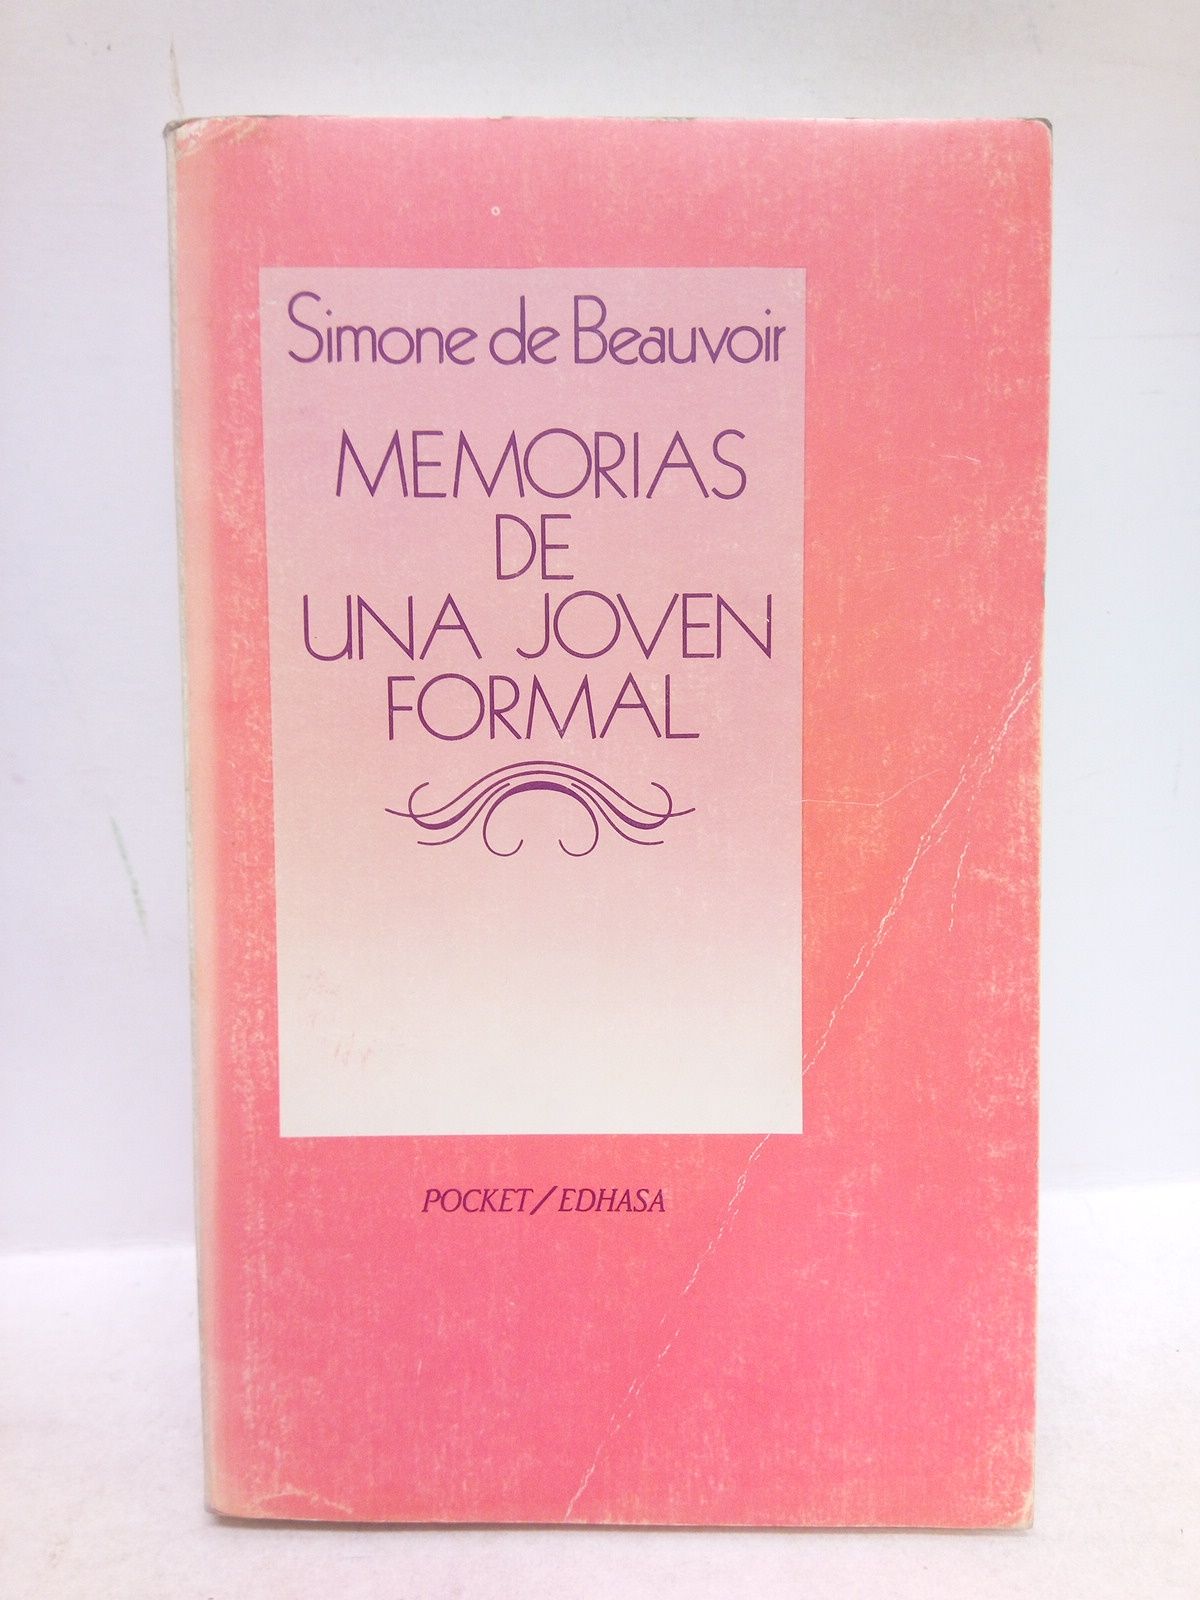 Simone de Beauvoir
MEMORIAS
DE
UNA JOVEN
FORMAL
POCKET/EDHASA